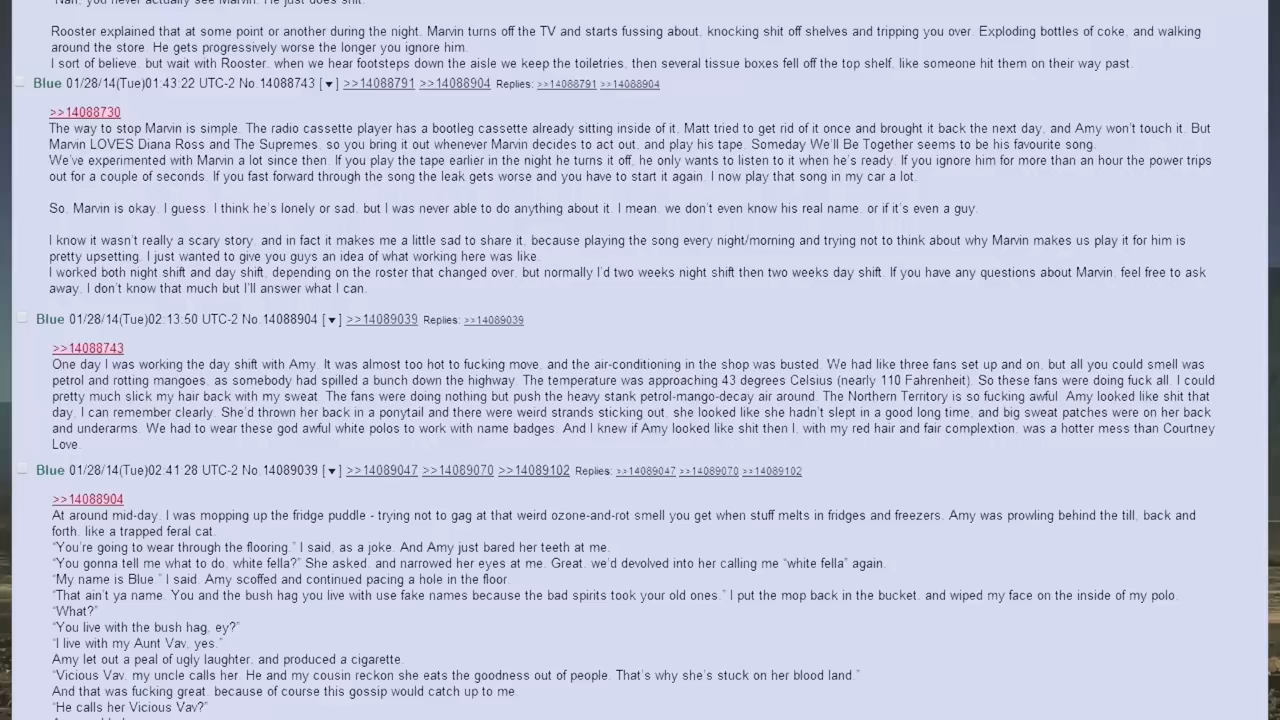 "Nah, you never actually see Marvin. He just does shit."
Rooster explained that at some point or another during the night, Marvin turns off the TV and starts fussing about, knocking shit off shelves and tripping you over. Exploding bottles of coke, and walking
around the store. He gets progressively worse the longer you ignore him.
I sort of believe, but wait with Rooster, when we hear footsteps down the aisle we keep the toiletries, then several tissue boxes fell off the top shelf, like someone hit them on their way past.
Blue 01/28/14(Tue)01:43:22 UTC-2 No.14088743 [▼] >>14088791 >>14088904 Replies: >>14088791 >>14088904
>>14088730
The way to stop Marvin is simple. The radio cassette player has a bootleg cassette already sitting inside of it. Matt tried to get rid of it once and brought it back the next day, and Amy won't touch it. But
Marvin LOVES Diana Ross and The Supremes, so you bring it out whenever Marvin decides to act out, and play his tape. Someday We'll Be Together seems to be his favourite song.
We've experimented with Marvin a lot since then. If you play the tape earlier in the night he turns it off, he only wants to listen to it when he's ready. If you ignore him for more than an hour the power trips
out for a couple of seconds. If you fast forward through the song the leak gets worse and you have to start it again. I now play that song in my car a lot.
So, Marvin is okay, I guess. I think he's lonely or sad, but I was never able to do anything about it. I mean, we don't even know his real name, or if it's even a guy.
I know it wasn't really a scary story, and in fact it makes me a little sad to share it, because playing the song every night/morning and trying not to think about why Marvin makes us play it for him is
pretty upsetting. I just wanted to give you guys an idea of what working here was like.
I worked both night shift and day shift, depending on the roster that changed over, but normally I'd two weeks night shift then two weeks day shift. If you have any questions about Marvin, feel free to ask
away. I don't know that much but I'll answer what I can.
Blue 01/28/14(Tue)02:13:50 UTC-2 No.14088904 [▼] >>14089039 Replies: >>14089039
>>14088743
One day I was working the day shift with Amy. It was almost too hot to fucking move, and the air-conditioning in the shop was busted. We had like three fans set up and on, but all you could smell was
petrol and rotting mangoes, as somebody had spilled a bunch down the highway. The temperature was approaching 43 degrees Celsius (nearly 110 Fahrenheit). So these fans were doing fuck all. I could
pretty much slick my hair back with my sweat. The fans were doing nothing but push the heavy stank petrol-mango-decay air around. The Northern Territory is so fucking awful. Amy looked like shit that
day, I can remember clearly. She'd thrown her back in a ponytail and there were weird strands sticking out, she looked like she hadn't slept in a good long time, and big sweat patches were on her back
and underarms. We had to wear these god awful white polos to work with name badges. And I knew if Amy looked like shit then I, with my red hair and fair complextion, was a hotter mess than Courtney
Love.
Blue 01/28/14(Tue)02:41:28 UTC-2 No.14089039 [▼] >>14089047 >>14089070 >>14089102 Replies: >>14089047 >>14089070 >>14089102
>>14088904
At around mid-day, I was mopping up the fridge puddle - trying not to gag at that weird ozone-and-rot smell you get when stuff melts in fridges and freezers. Amy was prowling behind the till, back and
forth, like a trapped feral cat.
"You're going to wear through the flooring." I said, as a joke. And Amy just bared her teeth at me.
"You gonna tell me what to do, white fella?" She asked, and narrowed her eyes at me. Great, we'd devolved into her calling me "white fella" again.
"My name is Blue." I said. Amy scoffed and continued pacing a hole in the floor.
"That ain't ya name. You and the bush hag you live with use fake names because the bad spirits took your old ones." I put the mop back in the bucket, and wiped my face on the inside of my polo.
"What?"
"You live with the bush hag, ey?"
"I live with my Aunt Vav, yes."
Amy let out a peal of ugly laughter, and produced a cigarette.
"Vicious Vav, my uncle calls her. He and my cousin reckon she eats the goodness out of people. That's why she's stuck on her blood land."
And that was fucking great, because of course this gossip would catch up to me.
"He calls her Vicious Vav?"